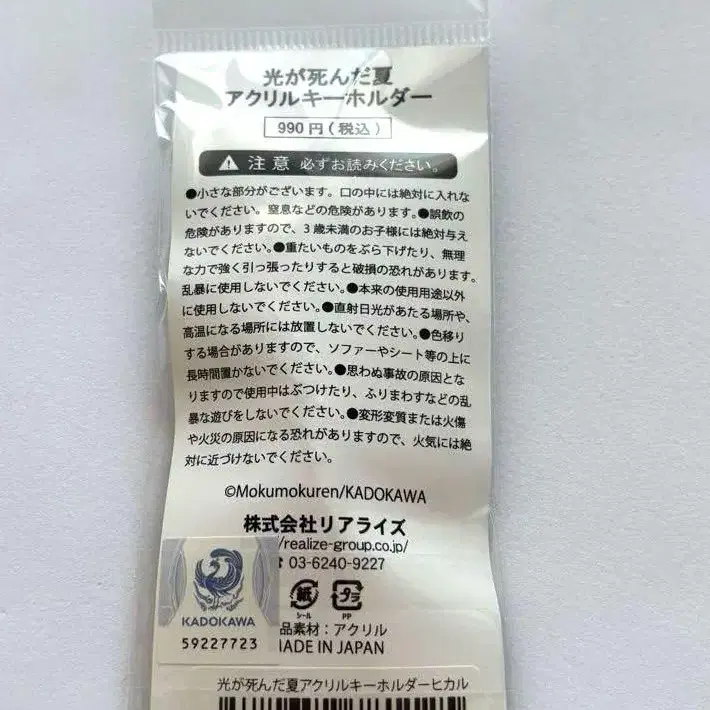 光が死んだ夏
アクリルキーホルダー
990円(税込)
注意 必ずお読みください。
●小さな部分がございます。口の中には絶対に入れな
いでください。窒息などの危険があります。●誤飲の
危険がありますので、3歳未満のお子様には絶対与え
ないでください。●重たいものをぶら下げたり、無理
な力で強く引っ張ったりすると破損の恐れがあります。
乱暴に使用しないでください。●本来の使用用途以外
に使用しないでください。●直射日光があたる場所や、
高温になる場所には放置しないでください。●色移り
する場合がありますので、ソファーやシート等の上に
長時間置かないでください。●思わぬ事故の原因とな
りますので使用中はぶつけたり、ふりまわすなどの乱
暴な遊びをしないでください。●変形変質または火傷
や火災の原因になる恐れがありますので、火気には絶
対に近づけないでください。
©Mokumokuren/KADOKAWA
株式会社リアライズ
/realize-group.co.jp/
03-6240-9227
紙 プラ
シール PP
KADOKAWA
59227723
品素材:アクリル
MADE IN JAPAN
光が死んだ夏アクリルキーホルダーヒカル